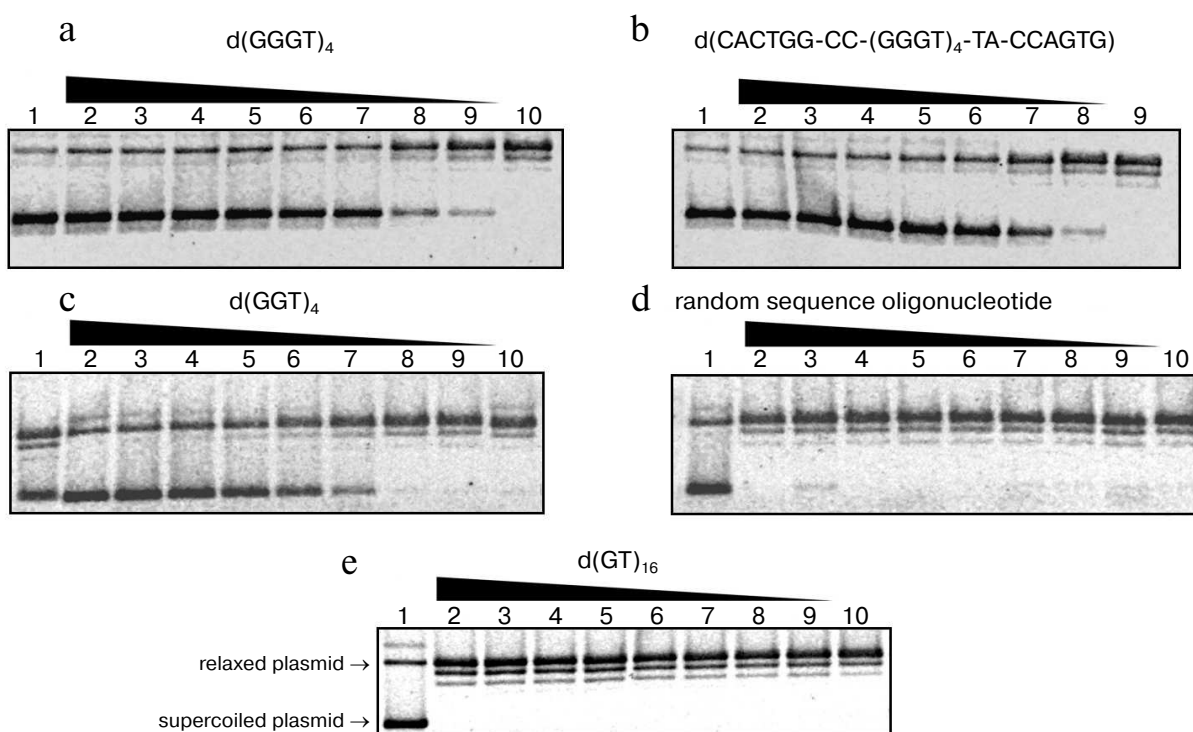 a
d(GGGT)₄
1 2 3 4 5 6 7 8 9 10
b
d(CACTGG-CC-(GGGT)₄-TA-CCAGTG)
1 2 3 4 5 6 7 8 9
c
d(GGT)₄
1 2 3 4 5 6 7 8 9 10
d
random sequence oligonucleotide
1 2 3 4 5 6 7 8 9 10
e
d(GT)₁₆
1 2 3 4 5 6 7 8 9 10
relaxed plasmid →
supercoiled plasmid →